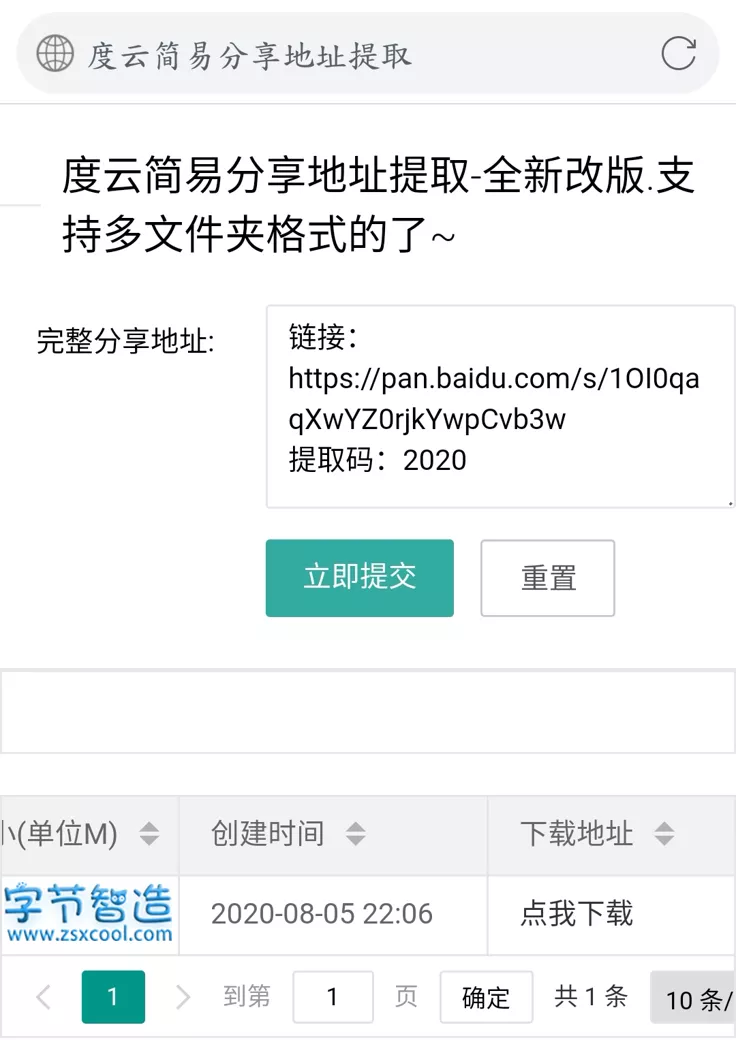 度云简易分享地址提取
度云简易分享地址提取-全新改版.支
持多文件夹格式的了~
完整分享地址:
链接：
https://pan.baidu.com/s/1OI0qa
qXwYZ0rjkYwpCvb3w
提取码：2020
立即提交 重置
小(单位M) 创建时间 下载地址
字节智造
www.zsxcool.com
2020-08-05 22:06 点我下载
1 到第 1 页 确定 共 1 条 10 条/